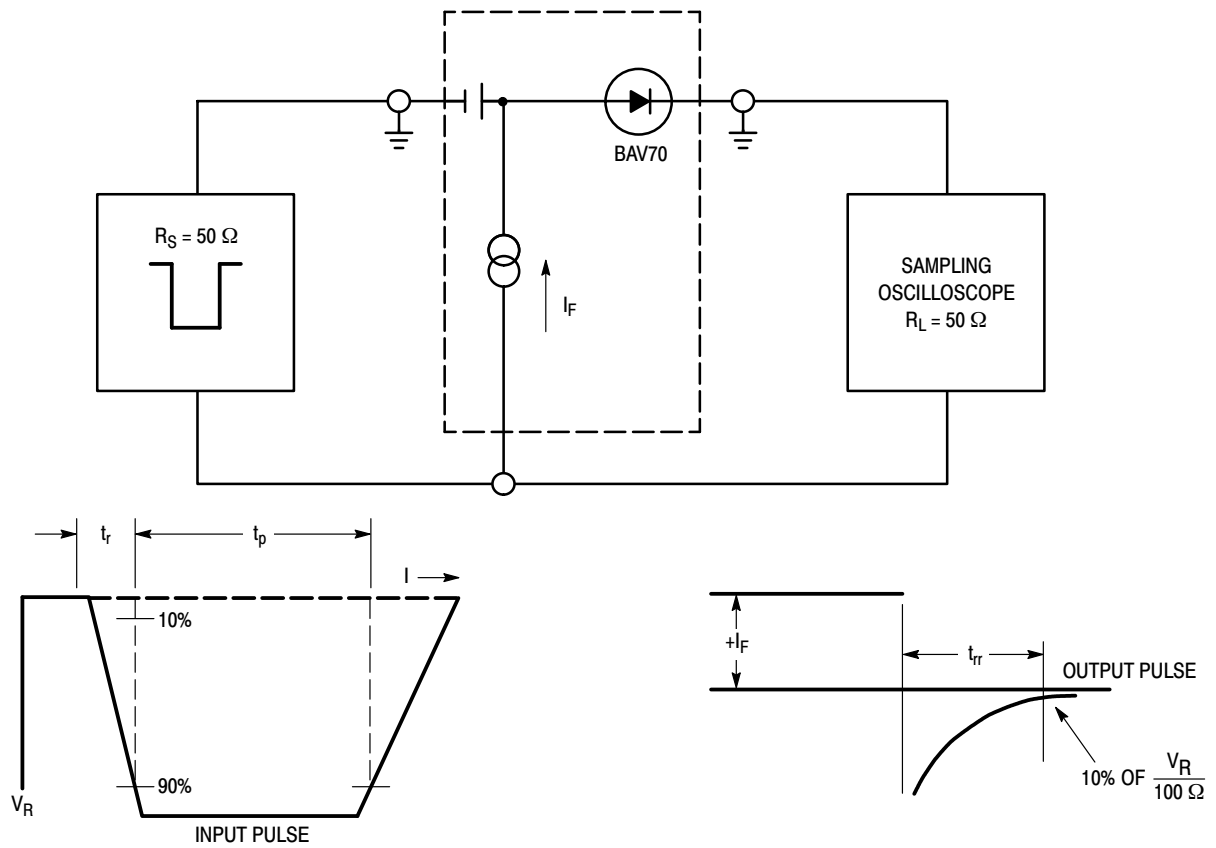 BAV70
R_S = 50 Ω
I_F
SAMPLING
OSCILLOSCOPE
R_L = 50 Ω
t_r
t_p
I
10%
90%
V_R
INPUT PULSE
+I_F
t_rr
OUTPUT PULSE
10% OF V_R / 100 Ω